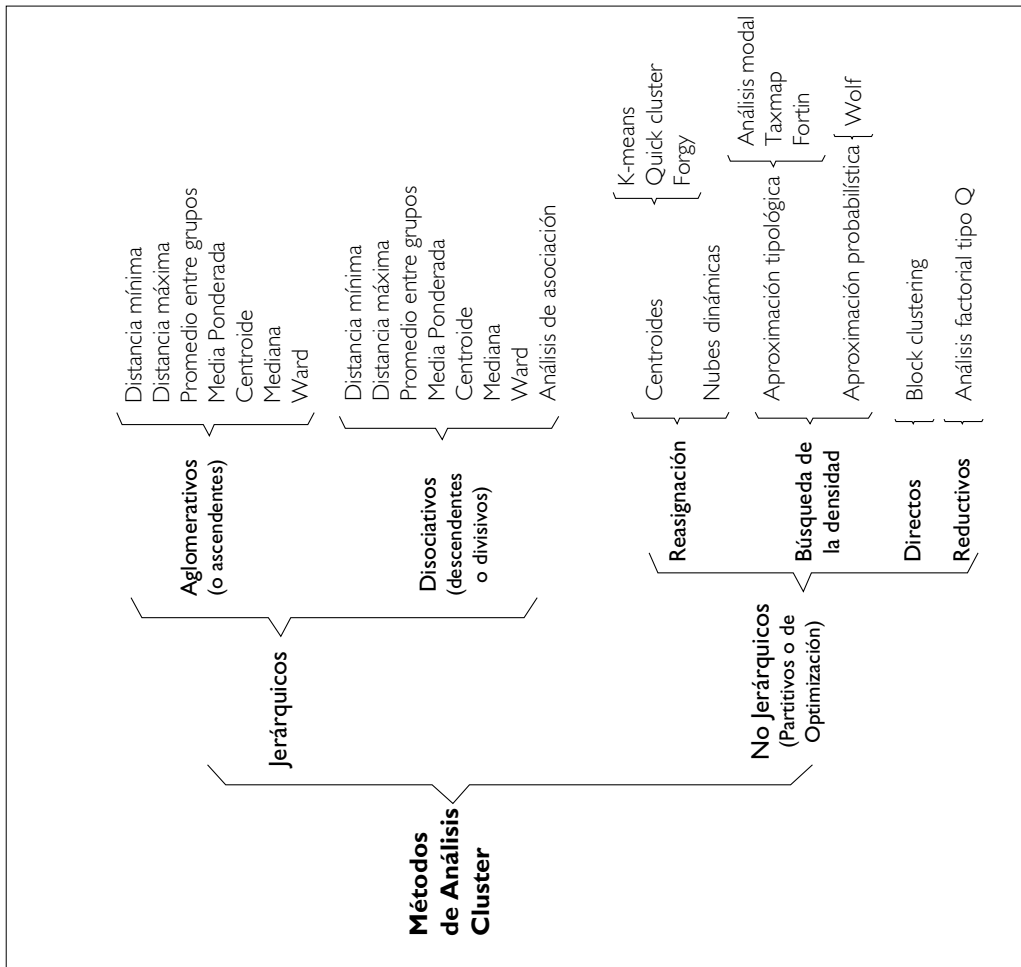 Métodos
de Análisis
Cluster
Jerárquicos
Aglomerativos
(o ascendentes)
Distancia mínima
Distancia máxima
Promedio entre grupos
Media Ponderada
Centroide
Mediana
Ward
Disociativos
(descendentes
o divisivos)
Distancia mínima
Distancia máxima
Promedio entre grupos
Media Ponderada
Centroide
Mediana
Ward
Análisis de asociación
No Jerárquicos
(Partitivos o de
Optimización)
Reasignación
Centroides
K-means
Quick cluster
Forgy
Nubes dinámicas
Búsqueda de
la densidad
Aproximación tipológica
Análisis modal
Taxmap
Fortin
Aproximación probabilística
Wolf
Directos
Block clustering
Reductivos
Análisis factorial tipo Q